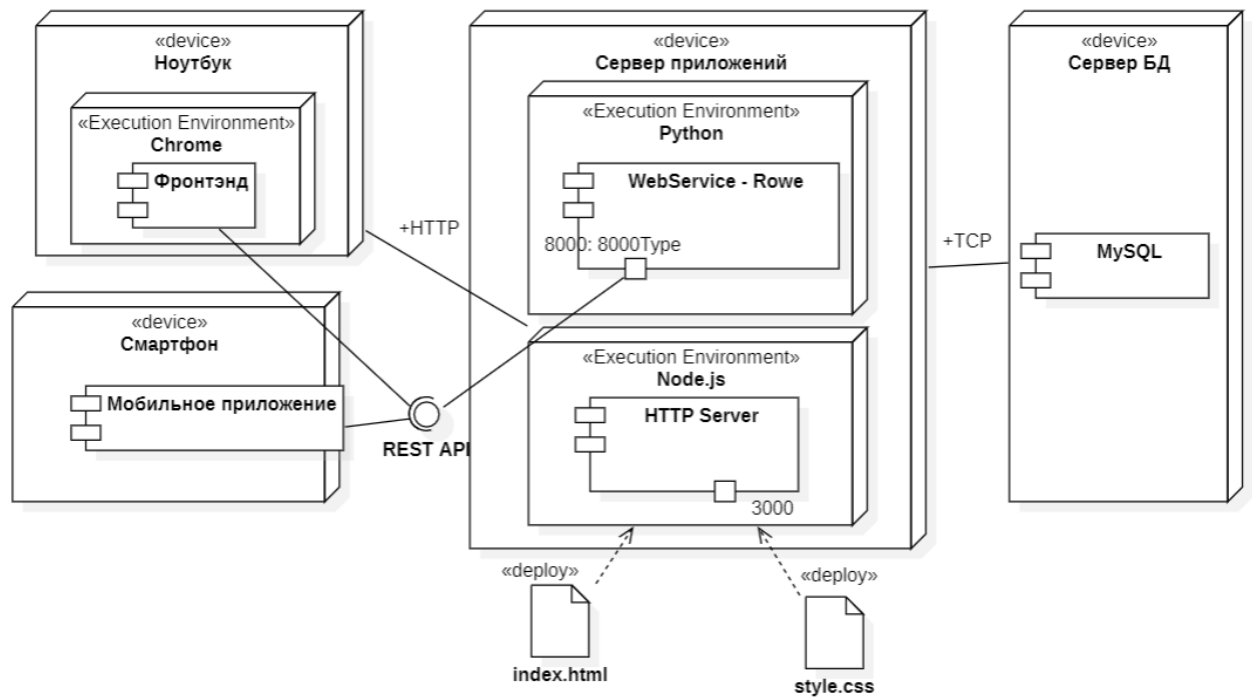 «device»
Ноутбук
«Execution Environment»
Chrome
Фронтэнд
«device»
Смартфон
Мобильное приложение
+HTTP
REST API
«device»
Сервер приложений
«Execution Environment»
Python
WebService - Rowe
8000: 8000Type
«Execution Environment»
Node.js
HTTP Server
3000
«deploy»
index.html
«deploy»
style.css
+TCP
«device»
Сервер БД
MySQL